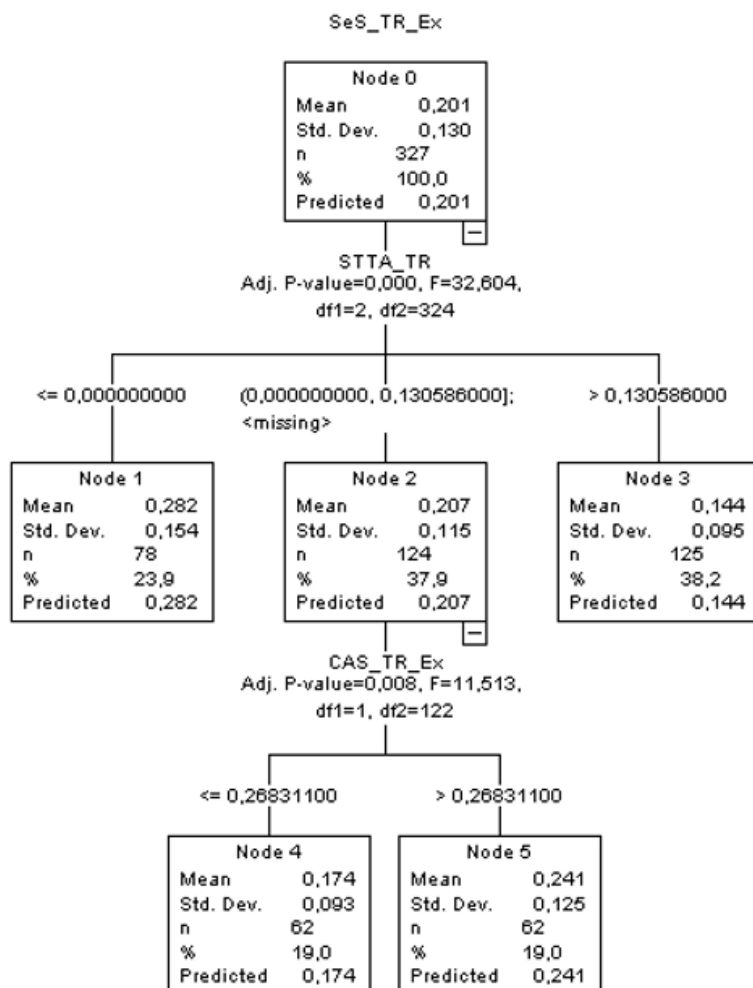 SeS_TR_Ex
Node 0
Mean 0,201
Std. Dev. 0,130
n 327
% 100,0
Predicted 0,201
STTA_TR
Adj. P-value=0,000, F=32,604,
df1=2, df2=324
<= 0,000000000
(0,000000000, 0,130586000];
<missing>
> 0,130586000
Node 1
Mean 0,282
Std. Dev. 0,154
n 78
% 23,9
Predicted 0,282
Node 2
Mean 0,207
Std. Dev. 0,115
n 124
% 37,9
Predicted 0,207
Node 3
Mean 0,144
Std. Dev. 0,095
n 125
% 38,2
Predicted 0,144
CAS_TR_Ex
Adj. P-value=0,008, F=11,513,
df1=1, df2=122
<= 0,26831100
> 0,26831100
Node 4
Mean 0,174
Std. Dev. 0,093
n 62
% 19,0
Predicted 0,174
Node 5
Mean 0,241
Std. Dev. 0,125
n 62
% 19,0
Predicted 0,241